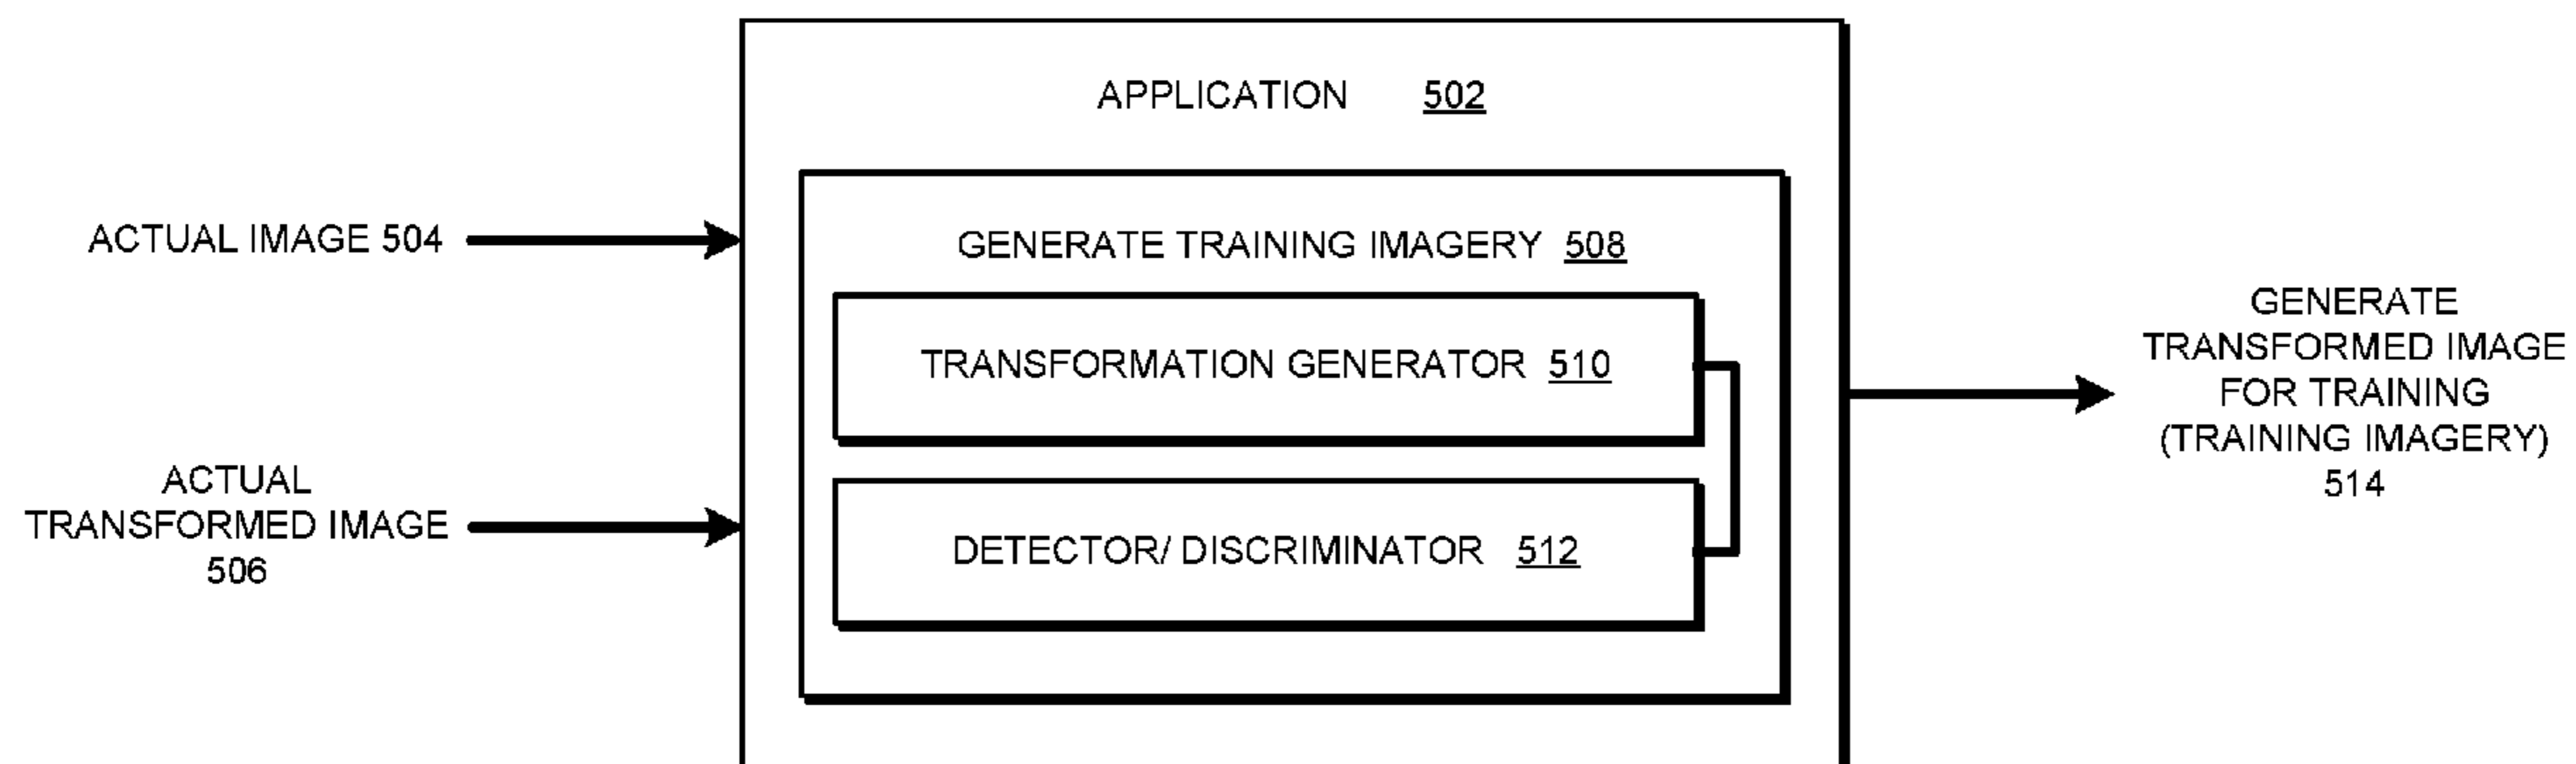 APPLICATION 502
ACTUAL IMAGE 504
GENERATE TRAINING IMAGERY 508
TRANSFORMATION GENERATOR 510
ACTUAL
TRANSFORMED IMAGE
506
DETECTOR/ DISCRIMINATOR 512
GENERATE
TRANSFORMED IMAGE
FOR TRAINING
(TRAINING IMAGERY)
514